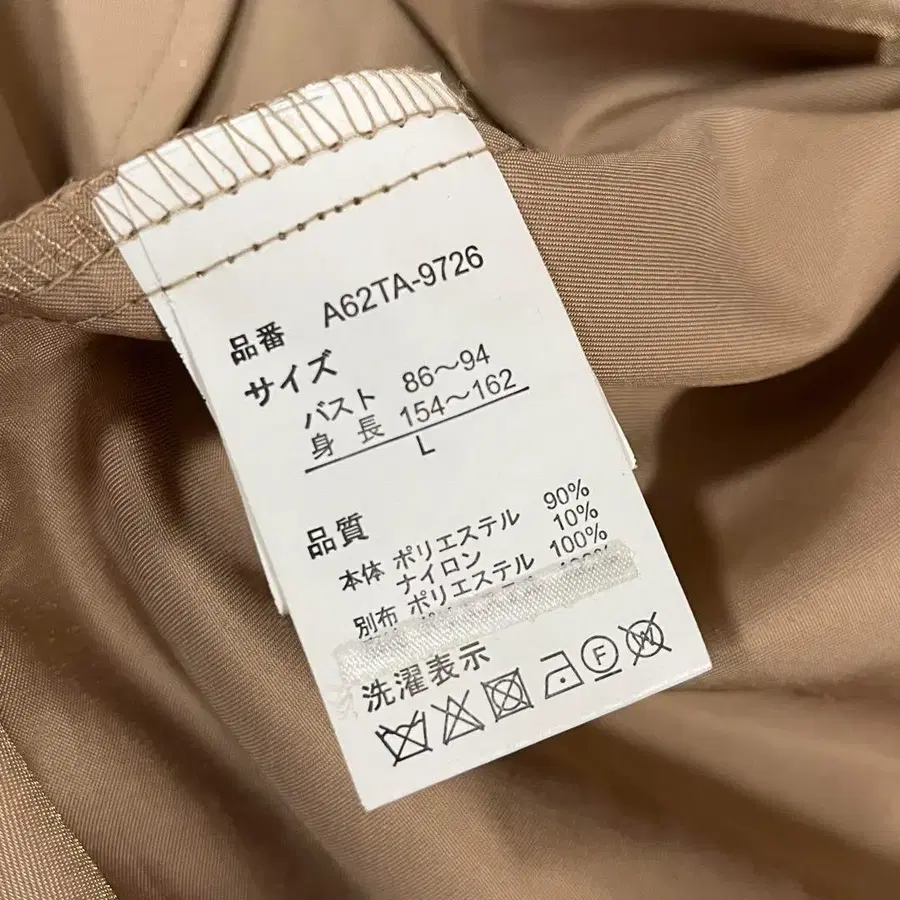 品番 A62TA-9726
サイズ
バスト 86～94
身長 154～162
L
品質
本体 ポリエステル 90%
ナイロン 10%
別布 ポリエステル 100%
洗濯表示
F W